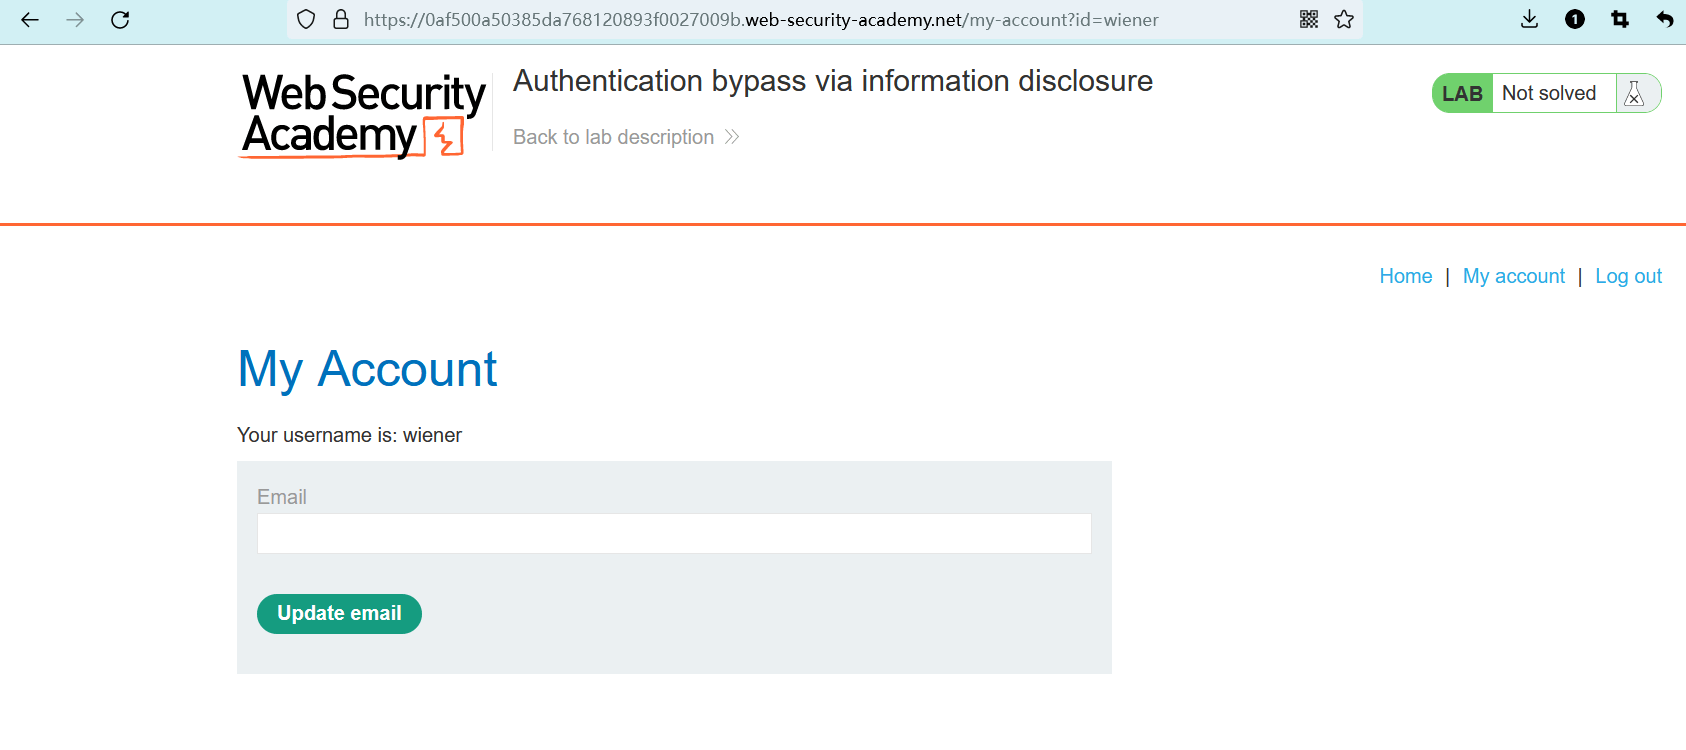 https://0af500a50385da768120893f0027009b.web-security-academy.net/my-account?id=wiener
1
Web Security
Academy
Authentication bypass via information disclosure
Back to lab description
LAB Not solved
Home | My account | Log out
My Account
Your username is: wiener
Email
Update email